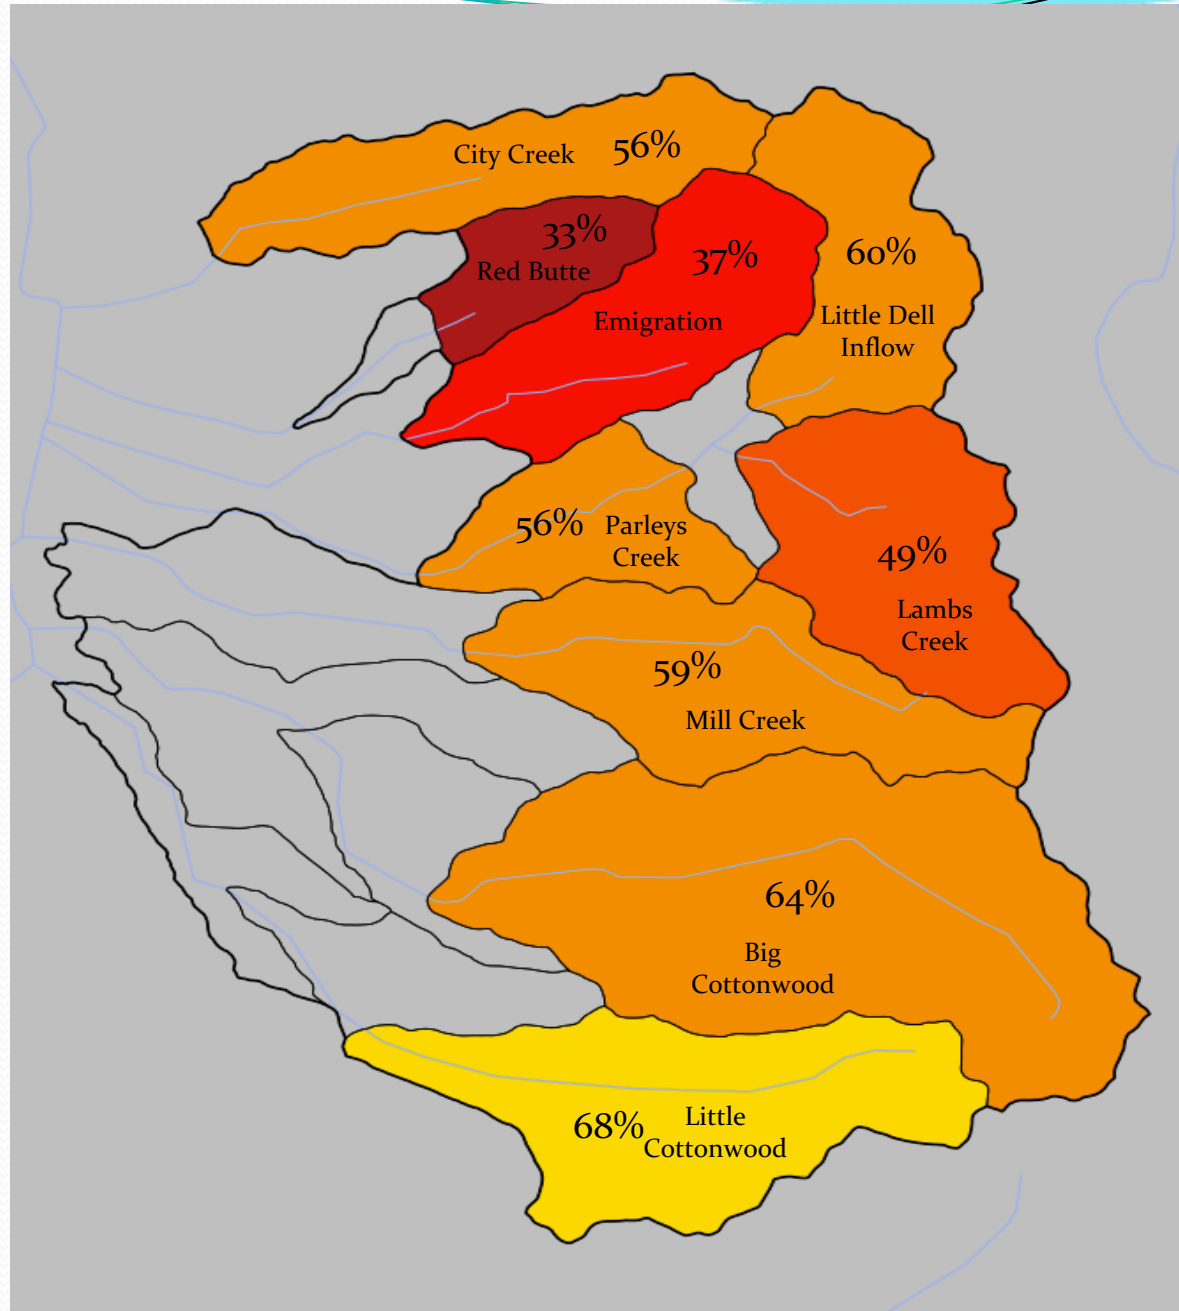 City Creek 56%
33%
Red Butte
37%
Emigration
60%
Little Dell
Inflow
56% Parleys
Creek
49%
Lambs
Creek
59%
Mill Creek
64%
Big
Cottonwood
68% Little
Cottonwood